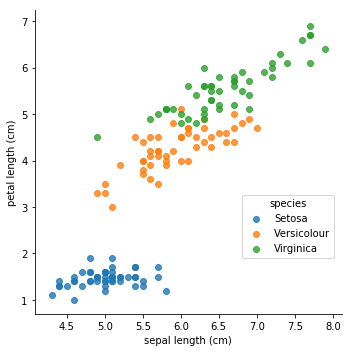 7
6
5
4
3
2
1
petal length (cm)
species
Setosa
Versicolour
Virginica
4.5 5.0 5.5 6.0 6.5 7.0 7.5 8.0
sepal length (cm)